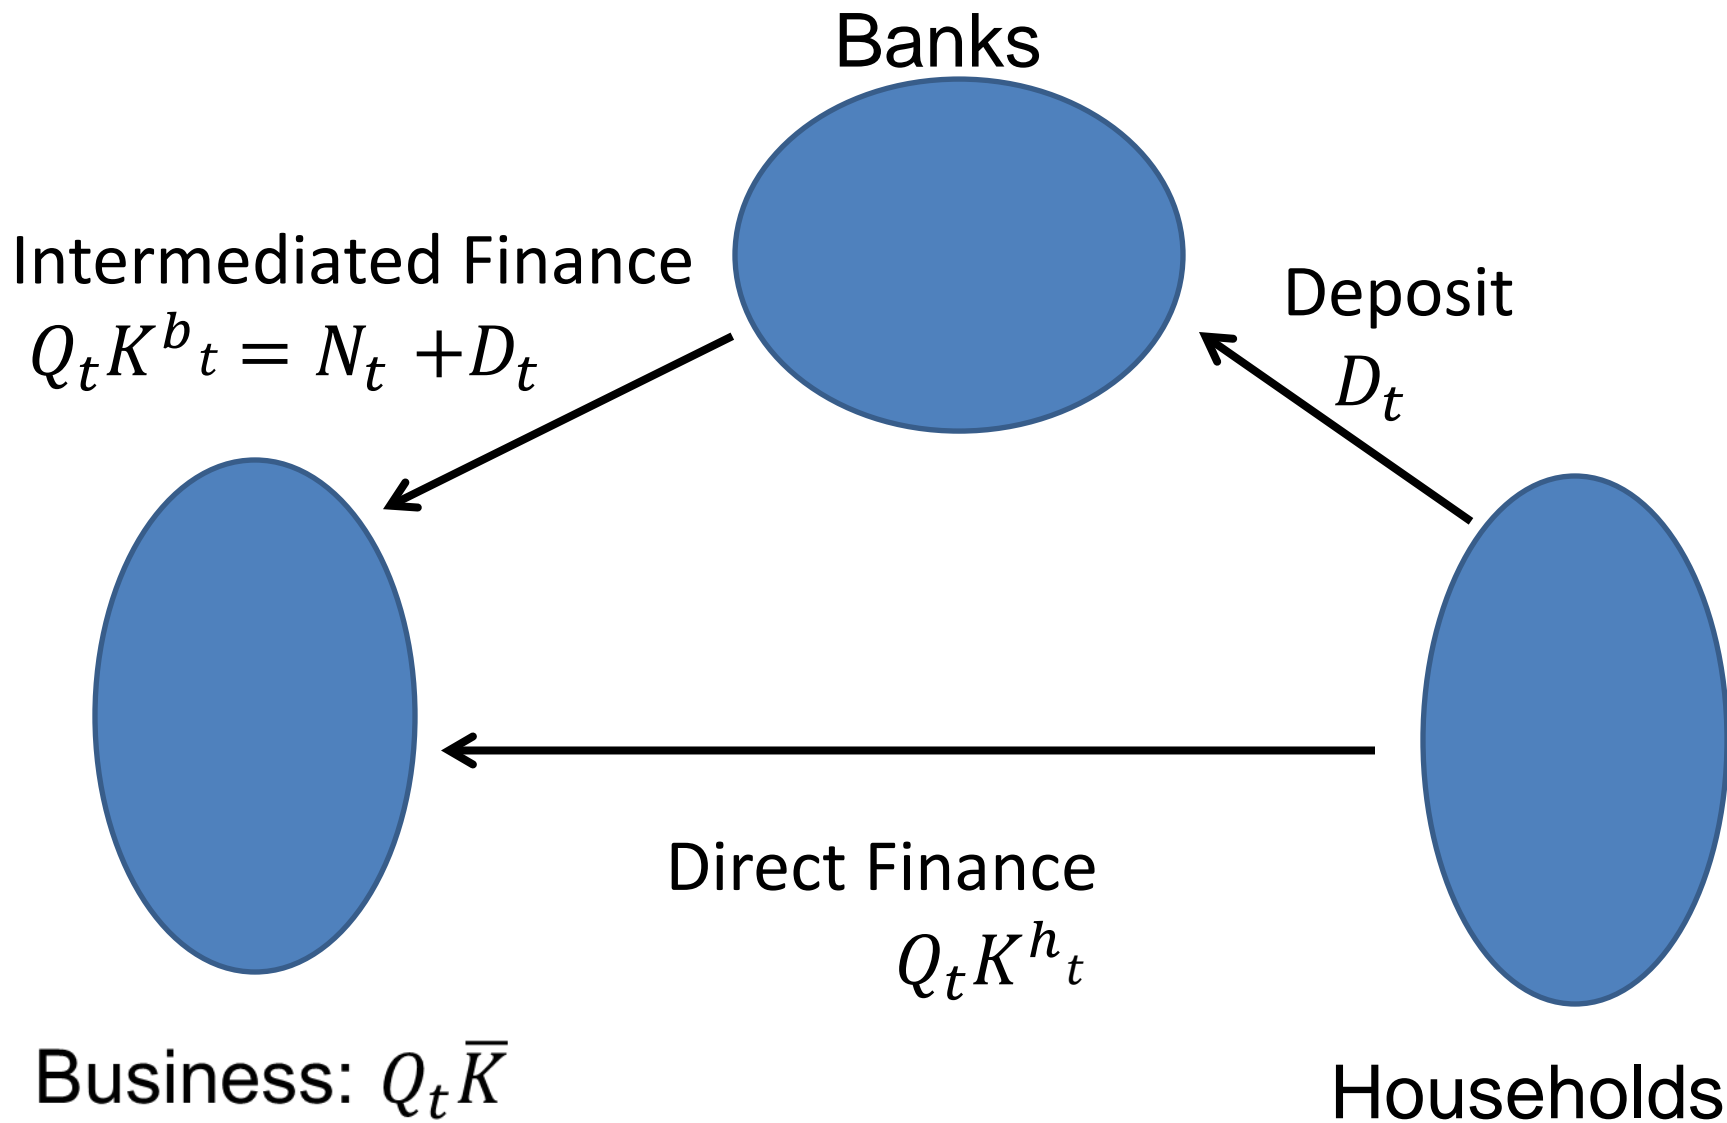 Banks
Intermediated Finance
Q_t K^b_t = N_t + D_t
Deposit
D_t
Direct Finance
Q_t K^h_t
Business: Q_t K̅
Households